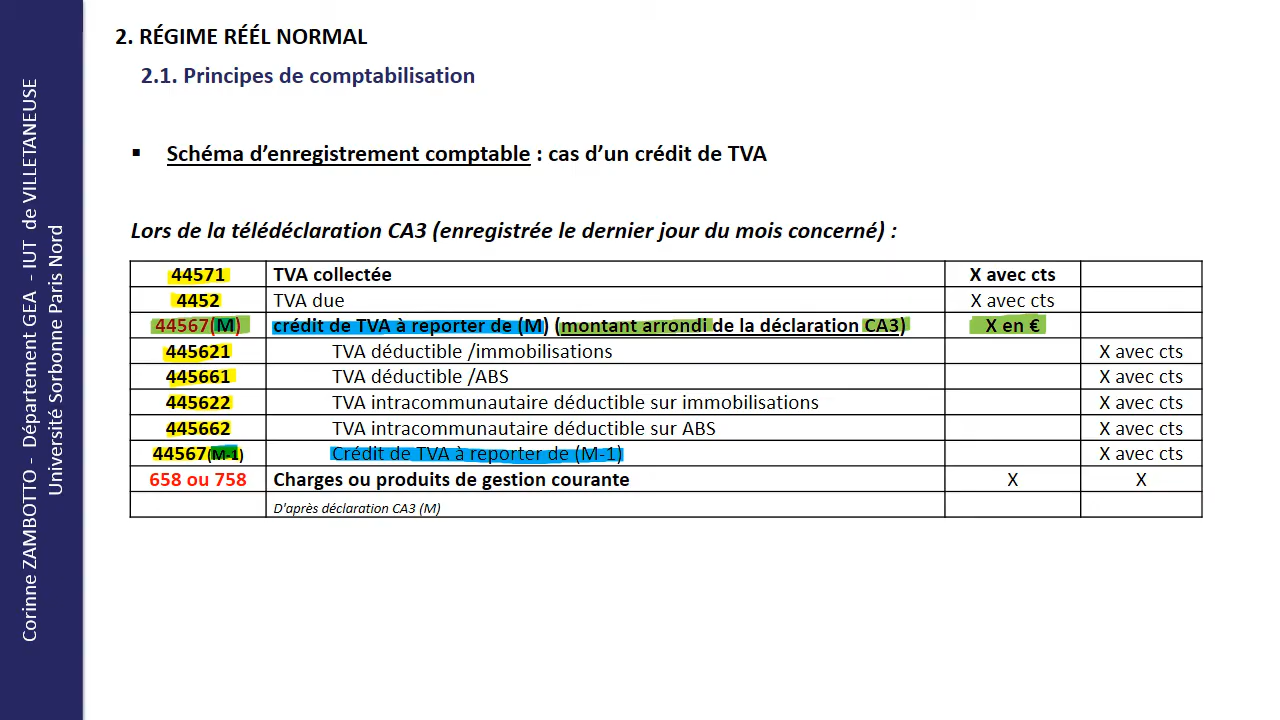 Corinne ZAMBOTTO - Département GEA - IUT de VILLETANEUSE
Université Sorbonne Paris Nord
2. RÉGIME RÉÉL NORMAL
2.1. Principes de comptabilisation
▪ Schéma d'enregistrement comptable : cas d'un crédit de TVA
Lors de la télédéclaration CA3 (enregistrée le dernier jour du mois concerné) :
44571 TVA collectée X avec cts
4452 TVA due X avec cts
44567(M) crédit de TVA à reporter de (M) (montant arrondi de la déclaration CA3) X en €
445621 TVA déductible /immobilisations X avec cts
445661 TVA déductible /ABS X avec cts
445622 TVA intracommunautaire déductible sur immobilisations X avec cts
445662 TVA intracommunautaire déductible sur ABS X avec cts
44567(M-1) Crédit de TVA à reporter de (M-1) X avec cts
658 ou 758 Charges ou produits de gestion courante X X
D'après déclaration CA3 (M)